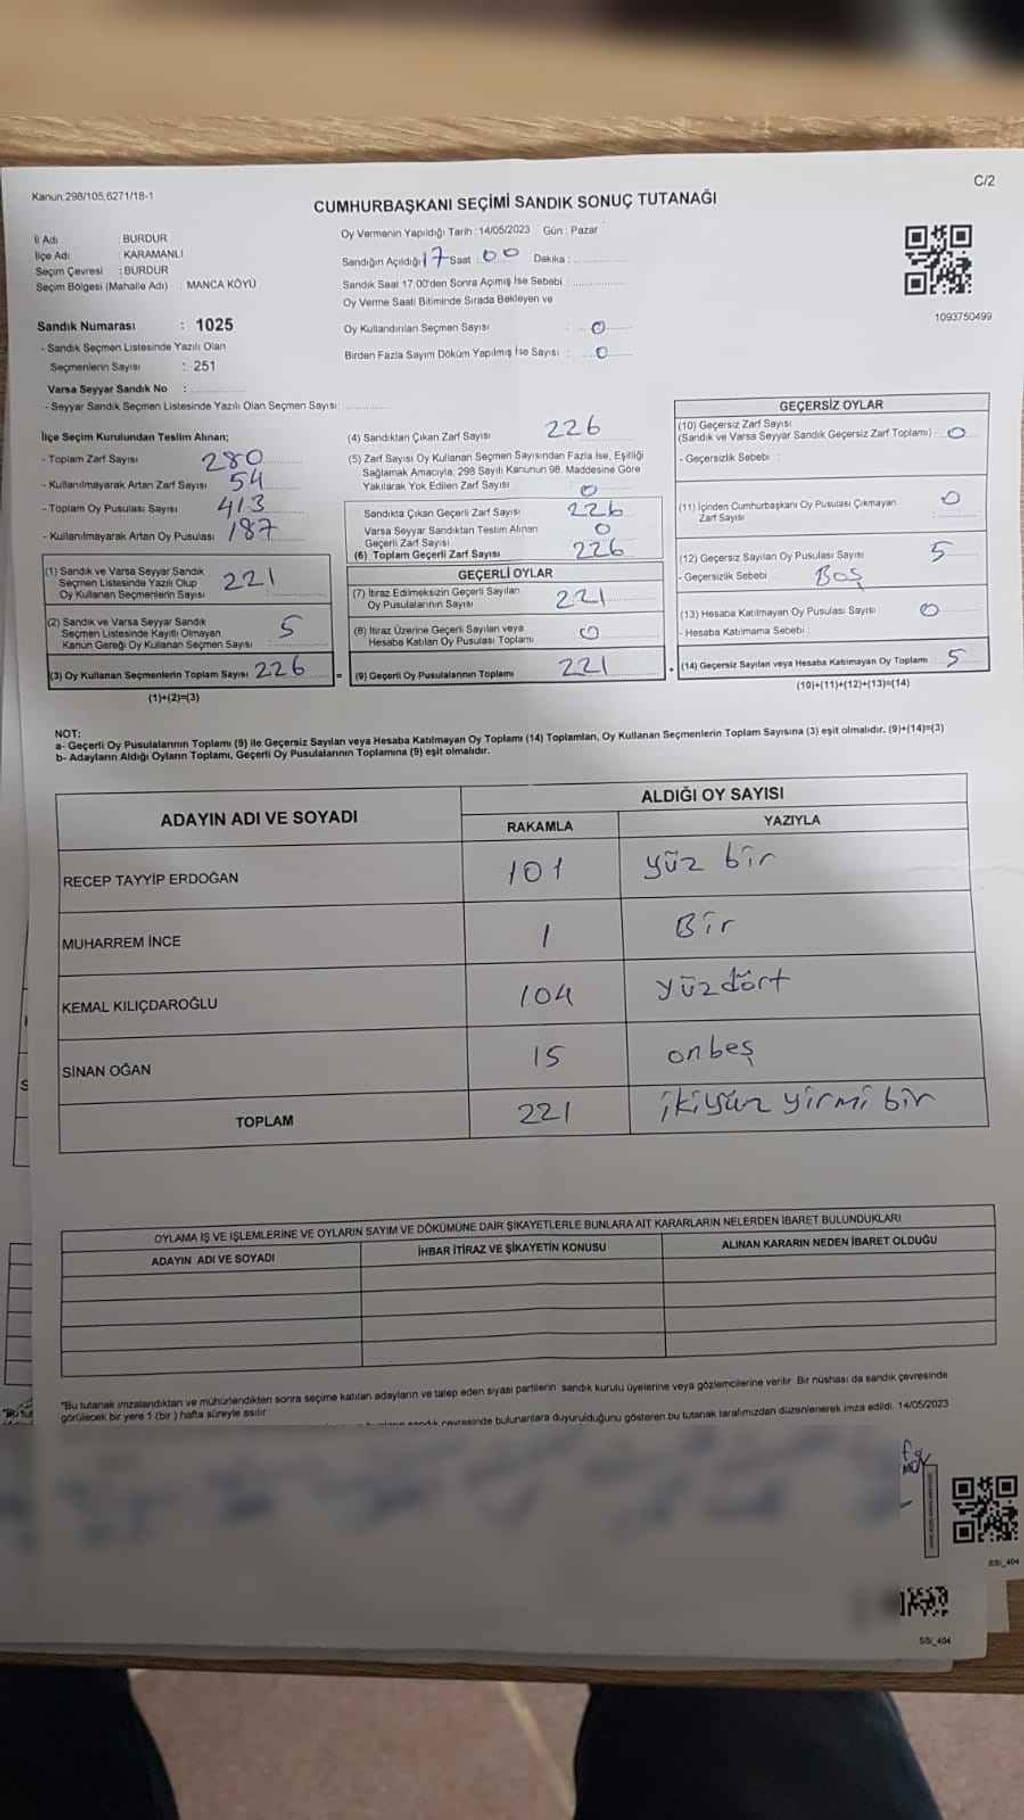 Kanun:298/105,6271/18-1
C/2
CUMHURBAŞKANI SEÇİMİ SANDIK SONUÇ TUTANAĞI
İl Adı : BURDUR
İlçe Adı : KARAMANLI
Seçim Çevresi : BURDUR
Seçim Bölgesi (Mahalle Adı) : MANCA KÖYÜ
Sandık Numarası : 1025
- Sandık Seçmen Listesinde Yazılı Olan
Seçmenlerin Sayısı : 251
Varsa Seyyar Sandık No :
- Seyyar Sandık Seçmen Listesinde Yazılı Olan Seçmen Sayısı:
Oy Vermenin Yapıldığı Tarih : 14/05/2023 Gün : Pazar
Sandığın Açıldığı 17 Saat 00 Dakika :
Sandık Saat 17.00'den Sonra Açımış İse Sebebi :
Oy Verme Saati Bitiminde Sırada Bekleyen ve
Oy Kullandırılan Seçmen Sayısı : 0
Birden Fazla Sayım Döküm Yapılmış İse Sayısı : 0
1093750499
İlçe Seçim Kurulundan Teslim Alınan;
- Toplam Zarf Sayısı 280
- Kullanılmayarak Artan Zarf Sayısı 54
- Toplam Oy Pusulası Sayısı 413
- Kullanılmayarak Artan Oy Pusulası 187
(1) Sandık ve Varsa Seyyar Sandık
Seçmen Listesinde Yazılı Olup
Oy Kullanan Seçmenlerin Sayısı 221
(2) Sandık ve Varsa Seyyar Sandık
Seçmen Listesinde Kayıtlı Olmayan
Kanun Gereği Oy Kullanan Seçmen Sayısı 5
(3) Oy Kullanan Seçmenlerin Toplam Sayısı 226
(1)+(2)=(3)
(4) Sandıktan Çıkan Zarf Sayısı 226
(5) Zarf Sayısı Oy Kullanan Seçmen Sayısından Fazla İse, Eşitliği
Sağlamak Amacıyla, 298 Sayılı Kanunun 98. Maddesine Göre
Yakılarak Yok Edilen Zarf Sayısı 0
Sandıkta Çıkan Geçerli Zarf Sayısı 226
Varsa Seyyar Sandıktan Teslim Alınan
Geçerli Zarf Sayısı 0
(6) Toplam Geçerli Zarf Sayısı 226
GEÇERLİ OYLAR
(7) İtiraz Edilmeksizin Geçerli Sayılan
Oy Pusulalarının Sayısı 221
(8) İtiraz Üzerine Geçerli Sayılan veya
Hesaba Katılan Oy Pusulası Toplamı 0
= (9) Geçerli Oy Pusulalarının Toplamı 221
GEÇERSİZ OYLAR
(10) Geçersiz Zarf Sayısı
(Sandık ve Varsa Seyyar Sandık Geçersiz Zarf Toplamı) : 0
- Geçersizlik Sebebi :
(11) İçinden Cumhurbaşkanı Oy Pusulası Çıkmayan
Zarf Sayısı : 0
(12) Geçersiz Sayılan Oy Pusulası Sayısı 5
- Geçersizlik Sebebi : Boş
(13) Hesaba Katılmayan Oy Pusulası Sayısı : 0
- Hesaba Katılmama Sebebi :
+ (14) Geçersiz Sayılan veya Hesaba Katılmayan Oy Toplamı 5
(10)+(11)+(12)+(13)=(14)
NOT:
a- Geçerli Oy Pusulalarının Toplamı (9) ile Geçersiz Sayılan veya Hesaba Katılmayan Oy Toplamı (14) Toplamları, Oy Kullanan Seçmenlerin Toplam Sayısına (3) eşit olmalıdır. (9)+(14)=(3)
b- Adayların Aldığı Oyların Toplamı, Geçerli Oy Pusulalarının Toplamına (9) eşit olmalıdır.
ADAYIN ADI VE SOYADI
ALDIĞI OY SAYISI
RAKAMLA YAZIYLA
RECEP TAYYİP ERDOĞAN 101 yüz bir
MUHARREM İNCE 1 Bir
KEMAL KILIÇDAROĞLU 104 yüzdört
SİNAN OĞAN 15 onbeş
TOPLAM 221 ikiyüz yirmi bir
OYLAMA İŞ VE İŞLEMLERİNE VE OYLARIN SAYIM VE DÖKÜMÜNE DAİR ŞİKAYETLERLE BUNLARA AİT KARARLARIN NELERDEN İBARET BULUNDUKLARI
ADAYIN ADI VE SOYADI İHBAR İTİRAZ VE ŞİKAYETİN KONUSU ALINAN KARARIN NEDEN İBARET OLDUĞU
"Bu tutanak imzalandıktan ve mühürlendikten sonra seçime katılan adayların ve talep eden siyasi partilerin sandık kurulu üyelerine veya gözlemcilerine verilir. Bir nüshası da sandık çevresinde
görülecek bir yere 1 (bir) hafta süreyle asılır.
sandık çevresinde bulunanlara duyurulduğunu gösteren bu tutanak tarafımızdan düzenlenerek imza edildi. 14/05/2023
SSI_404
SSI_404